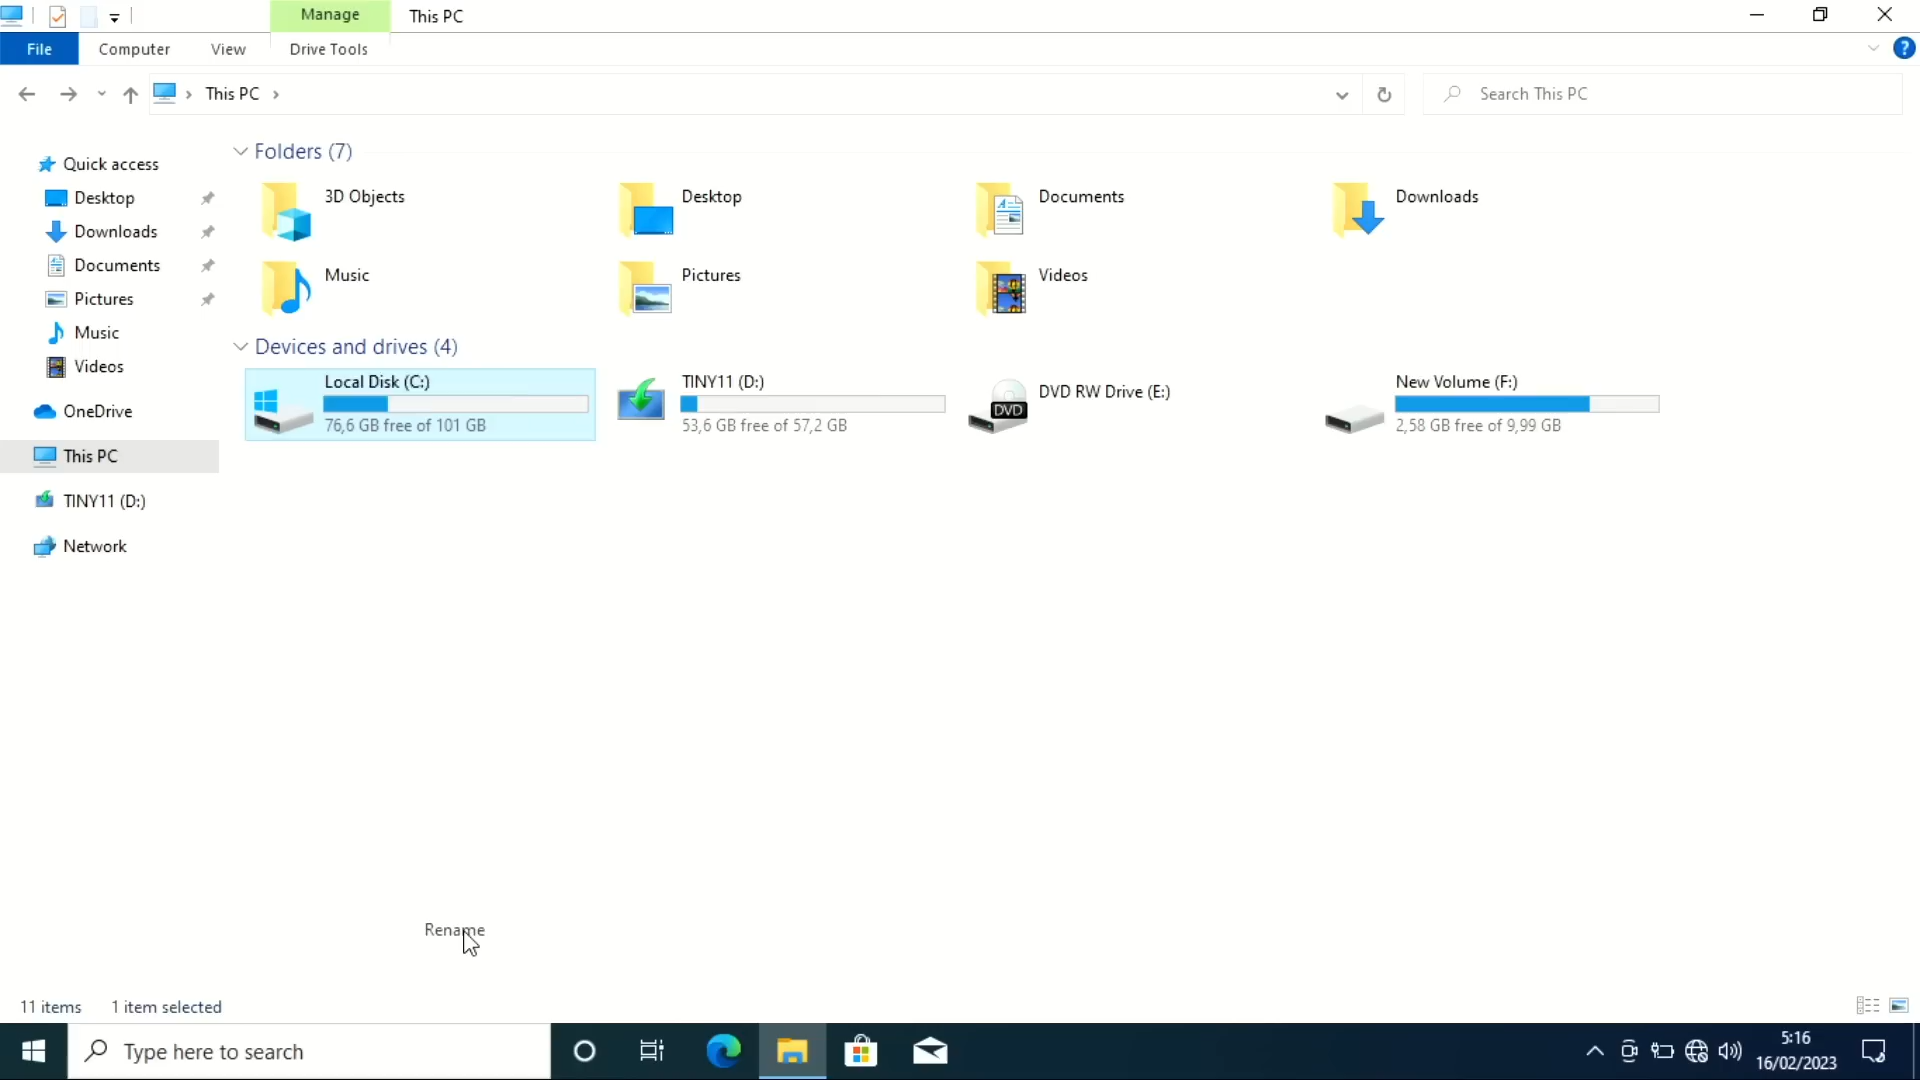 Manage
This PC
File
Computer
View
Drive Tools
This PC
Search This PC
Quick access
Desktop
Downloads
Documents
Pictures
Music
Videos
OneDrive
This PC
TINY11 (D:)
Network
Folders (7)
3D Objects
Desktop
Documents
Downloads
Music
Pictures
Videos
Devices and drives (4)
Local Disk (C:)
76,6 GB free of 101 GB
TINY11 (D:)
53,6 GB free of 57,2 GB
DVD
DVD RW Drive (E:)
New Volume (F:)
2,58 GB free of 9,99 GB
Rename
11 items
1 item selected
Type here to search
5:16
16/02/2023